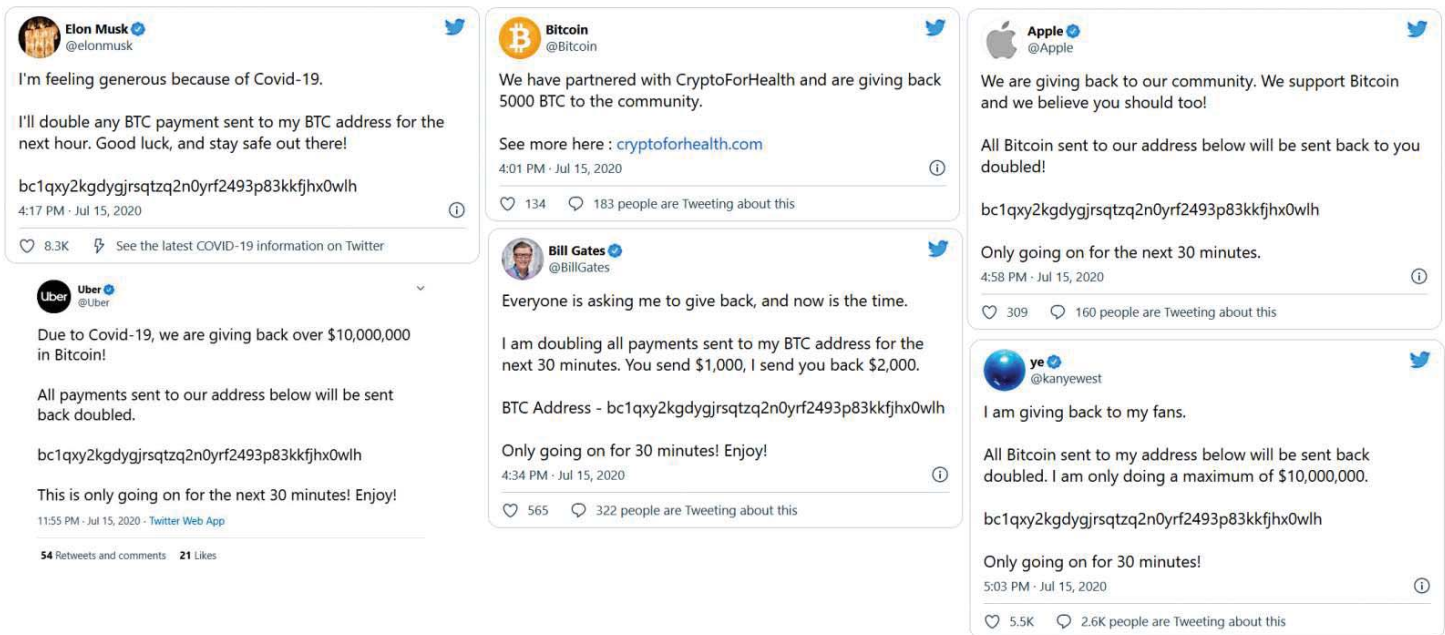 Elon Musk
@elonmusk
I'm feeling generous because of Covid-19.
I'll double any BTC payment sent to my BTC address for the
next hour. Good luck, and stay safe out there!
bc1qxy2kgdygjrsqtzq2n0yrf2493p83kkfjhx0wlh
4:17 PM · Jul 15, 2020
8.3K See the latest COVID-19 information on Twitter
Uber
Uber
@Uber
Due to Covid-19, we are giving back over $10,000,000
in Bitcoin!
All payments sent to our address below will be sent
back doubled.
bc1qxy2kgdygjrsqtzq2n0yrf2493p83kkfjhx0wlh
This is only going on for the next 30 minutes! Enjoy!
11:55 PM · Jul 15, 2020 · Twitter Web App
54 Retweets and comments 21 Likes
Bitcoin
@Bitcoin
We have partnered with CryptoForHealth and are giving back
5000 BTC to the community.
See more here : cryptoforhealth.com
4:01 PM · Jul 15, 2020
134 183 people are Tweeting about this
Bill Gates
@BillGates
Everyone is asking me to give back, and now is the time.
I am doubling all payments sent to my BTC address for the
next 30 minutes. You send $1,000, I send you back $2,000.
BTC Address - bc1qxy2kgdygjrsqtzq2n0yrf2493p83kkfjhx0wlh
Only going on for 30 minutes! Enjoy!
4:34 PM · Jul 15, 2020
565 322 people are Tweeting about this
Apple
@Apple
We are giving back to our community. We support Bitcoin
and we believe you should too!
All Bitcoin sent to our address below will be sent back to you
doubled!
bc1qxy2kgdygjrsqtzq2n0yrf2493p83kkfjhx0wlh
Only going on for the next 30 minutes.
4:58 PM · Jul 15, 2020
309 160 people are Tweeting about this
ye
@kanyewest
I am giving back to my fans.
All Bitcoin sent to my address below will be sent back
doubled. I am only doing a maximum of $10,000,000.
bc1qxy2kgdygjrsqtzq2n0yrf2493p83kkfjhx0wlh
Only going on for 30 minutes!
5:03 PM · Jul 15, 2020
5.5K 2.6K people are Tweeting about this